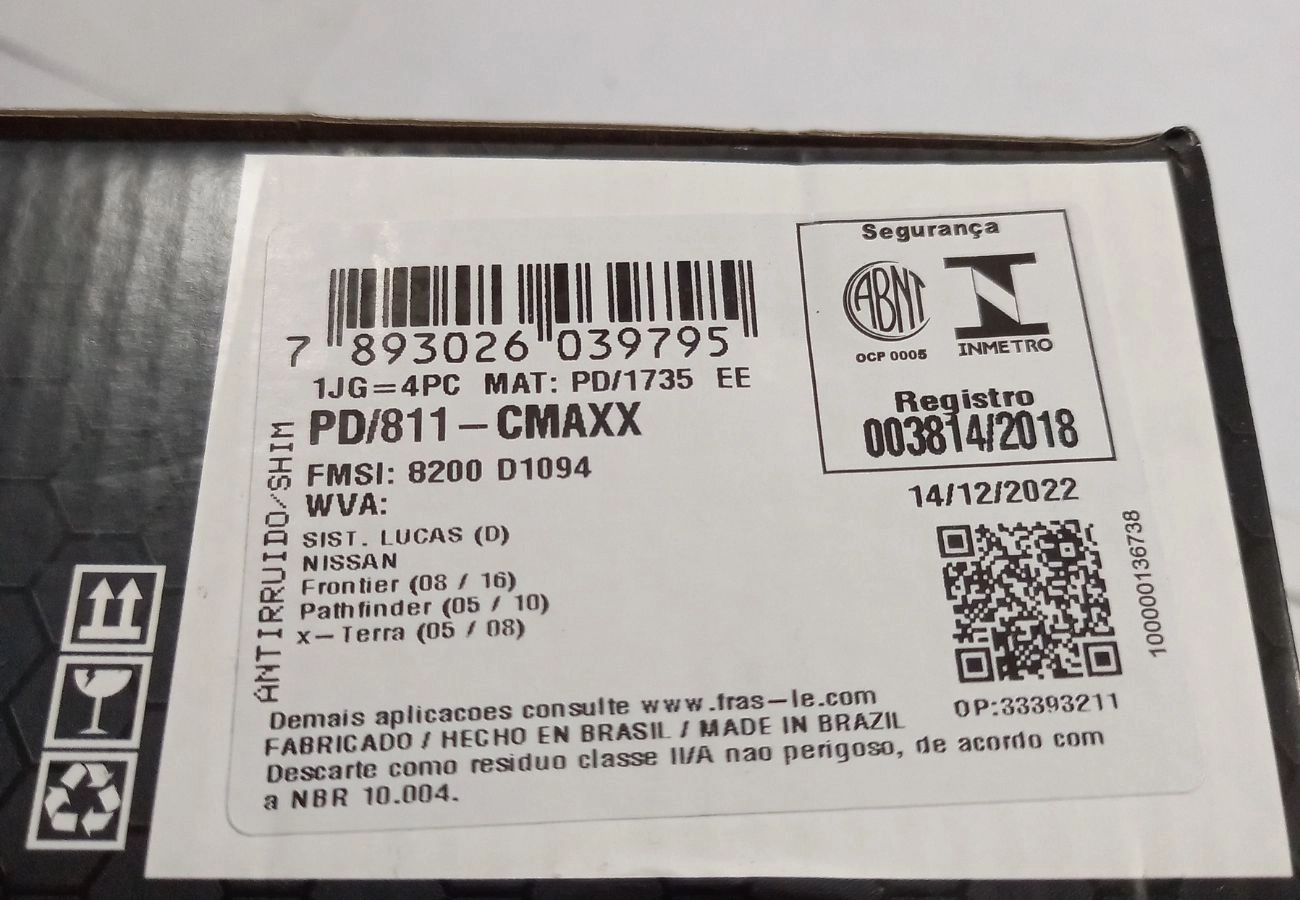 7 893026 039795
1JG=4PC MAT: PD/1735 EE
PD/811-CMAXX
FMSI: 8200 D1094
WVA:
SIST. LUCAS (D)
NISSAN
Frontier (08 / 16)
Pathfinder (05 / 10)
x-Terra (05 / 08)
ANTIRRUIDO/SHIM
Segurança
ABNT
OCP 0005
INMETRO
Registro
003814/2018
14/12/2022
100000136738
OP:33393211
Demais aplicacoes consulte www.fras-le.com
FABRICADO / HECHO EN BRASIL / MADE IN BRAZIL
Descarte como residuo classe II/A nao perigoso, de acordo com
a NBR 10.004.